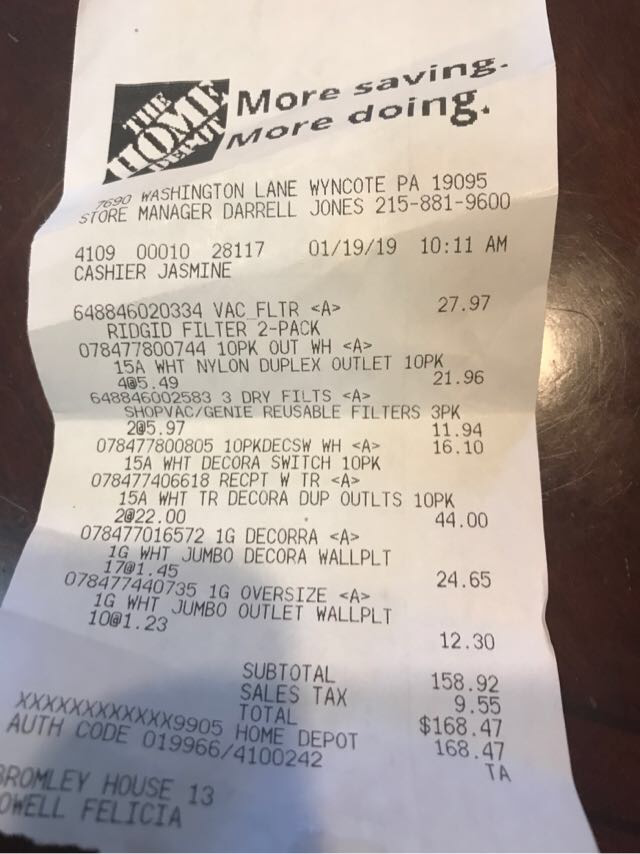 THE
HOME
DEPOT
More saving.
More doing.
7690 WASHINGTON LANE WYNCOTE PA 19095
STORE MANAGER DARRELL JONES 215-881-9600
4109 00010 28117 01/19/19 10:11 AM
CASHIER JASMINE
648846020334 VAC_FLTR <A> 27.97
RIDGID FILTER 2-PACK
078477800744 10PK OUT WH <A>
15A WHT NYLON DUPLEX OUTLET 10PK
4@5.49 21.96
648846002583 3 DRY FILTS <A>
SHOPVAC/GENIE REUSABLE FILTERS 3PK
2@5.97 11.94
078477800805 10PKDECSW WH <A> 16.10
15A WHT DECORA SWITCH 10PK
078477406618 RECPT W TR <A>
15A WHT TR DECORA DUP OUTLTS 10PK
2@22.00 44.00
078477016572 1G DECORRA <A>
1G WHT JUMBO DECORA WALLPLT
17@1.45 24.65
078477440735 1G OVERSIZE <A>
1G WHT JUMBO OUTLET WALLPLT
10@1.23 12.30
SUBTOTAL 158.92
SALES TAX 9.55
TOTAL $168.47
XXXXXXXXXXXX9905 HOME DEPOT 168.47
AUTH CODE 019966/4100242 TA
BROMLEY HOUSE 13
OWELL FELICIA